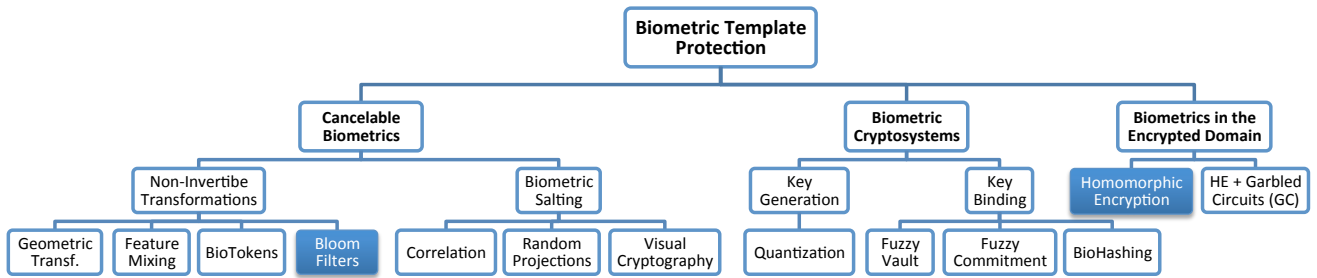 Biometric Template
Protection
Cancelable
Biometrics
Biometric
Cryptosystems
Biometrics in the
Encrypted Domain
Non-Invertibe
Transformations
Biometric
Salting
Key
Generation
Key
Binding
Homomorphic
Encryption
HE + Garbled
Circuits (GC)
Geometric
Transf.
Feature
Mixing
BioTokens
Bloom
Filters
Correlation
Random
Projections
Visual
Cryptography
Quantization
Fuzzy
Vault
Fuzzy
Commitment
BioHashing